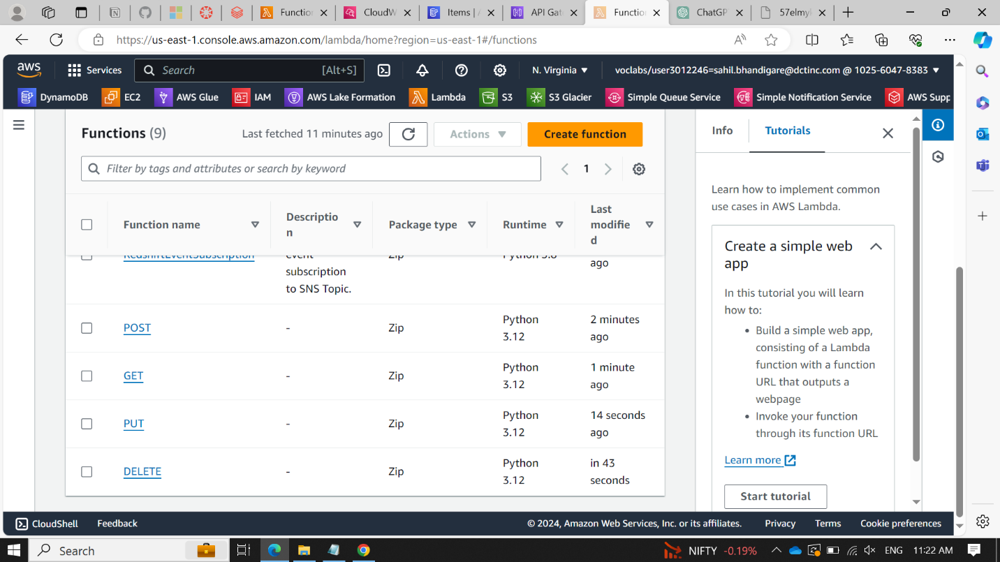 Function
CloudW
Items | A
API Gat
Function
ChatGP
57elmyl
https://us-east-1.console.aws.amazon.com/lambda/home?region=us-east-1#/functions
aws
Services
Search [Alt+S]
N. Virginia
voclabs/user3012246=sahil.bhandigare@dctinc.com @ 1025-6047-8383
DynamoDB
EC2
AWS Glue
IAM
AWS Lake Formation
Lambda
S3
S3 Glacier
Simple Queue Service
Simple Notification Service
AWS Supp
Functions (9)
Last fetched 11 minutes ago
Actions
Create function
Filter by tags and attributes or search by keyword
1
Function name
Descriptio
n
Package type
Runtime
Last
modifie
d
RedshiftEventSubscription
event
subscription
to SNS Topic.
Zip
Python 3.8
ago
POST
-
Zip
Python
3.12
2 minutes
ago
GET
-
Zip
Python
3.12
1 minute
ago
PUT
-
Zip
Python
3.12
14 seconds
ago
DELETE
-
Zip
Python
3.12
in 43
seconds
Info
Tutorials
Learn how to implement common
use cases in AWS Lambda.
Create a simple web
app
In this tutorial you will learn
how to:
• Build a simple web app,
consisting of a Lambda
function with a function
URL that outputs a
webpage
• Invoke your function
through its function URL
Learn more
Start tutorial
CloudShell
Feedback
© 2024, Amazon Web Services, Inc. or its affiliates.
Privacy
Terms
Cookie preferences
Search
NIFTY -0.19%
ENG
11:22 AM